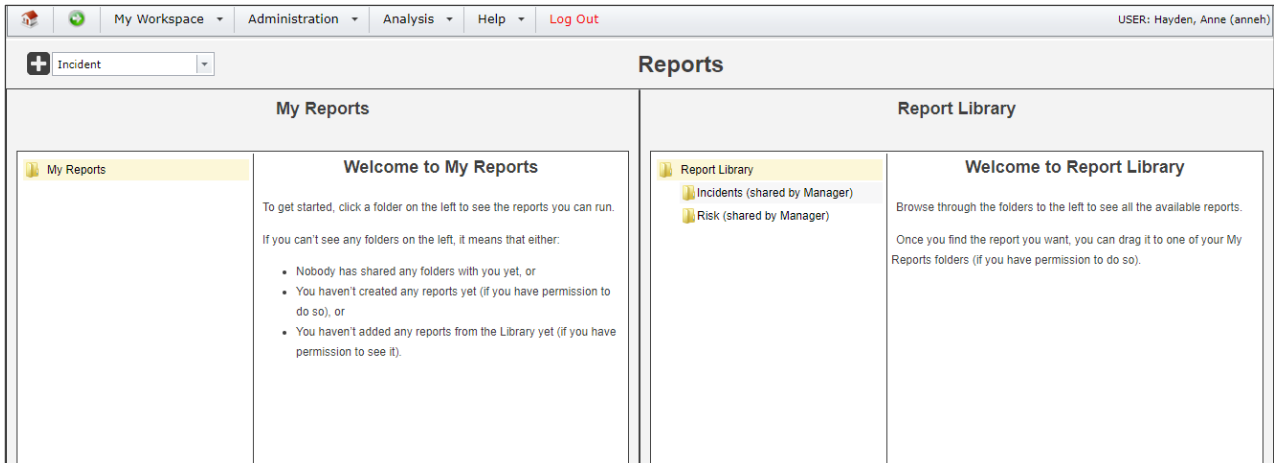 My Workspace Administration Analysis Help Log Out USER: Hayden, Anne (anneh)
Incident
Reports
My Reports
Report Library
My Reports
Welcome to My Reports
To get started, click a folder on the left to see the reports you can run.
If you can't see any folders on the left, it means that either:
• Nobody has shared any folders with you yet, or
• You haven't created any reports yet (if you have permission to
do so), or
• You haven't added any reports from the Library yet (if you have
permission to see it).
Report Library
Incidents (shared by Manager)
Risk (shared by Manager)
Welcome to Report Library
Browse through the folders to the left to see all the available reports.
Once you find the report you want, you can drag it to one of your My
Reports folders (if you have permission to do so).